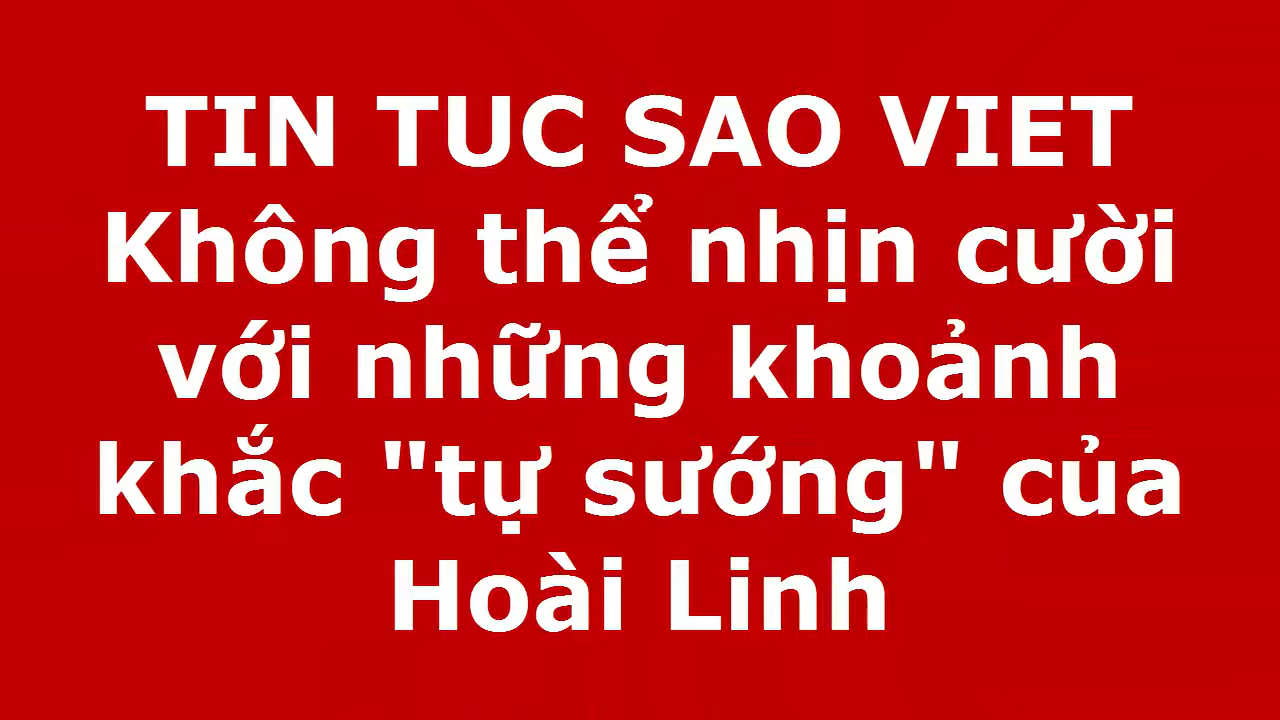 TIN TUC SAO VIET
Không thể nhịn cười
với những khoảnh
khắc "tự sướng" của
Hoài Linh